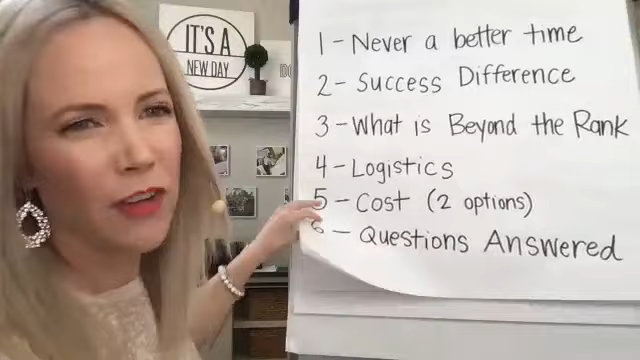 IT'S A
NEW DAY
1 - Never a better time
2 - Success Difference
3 - What is Beyond the Rank
4 - Logistics
5 - Cost (2 options)
6 - Questions Answered